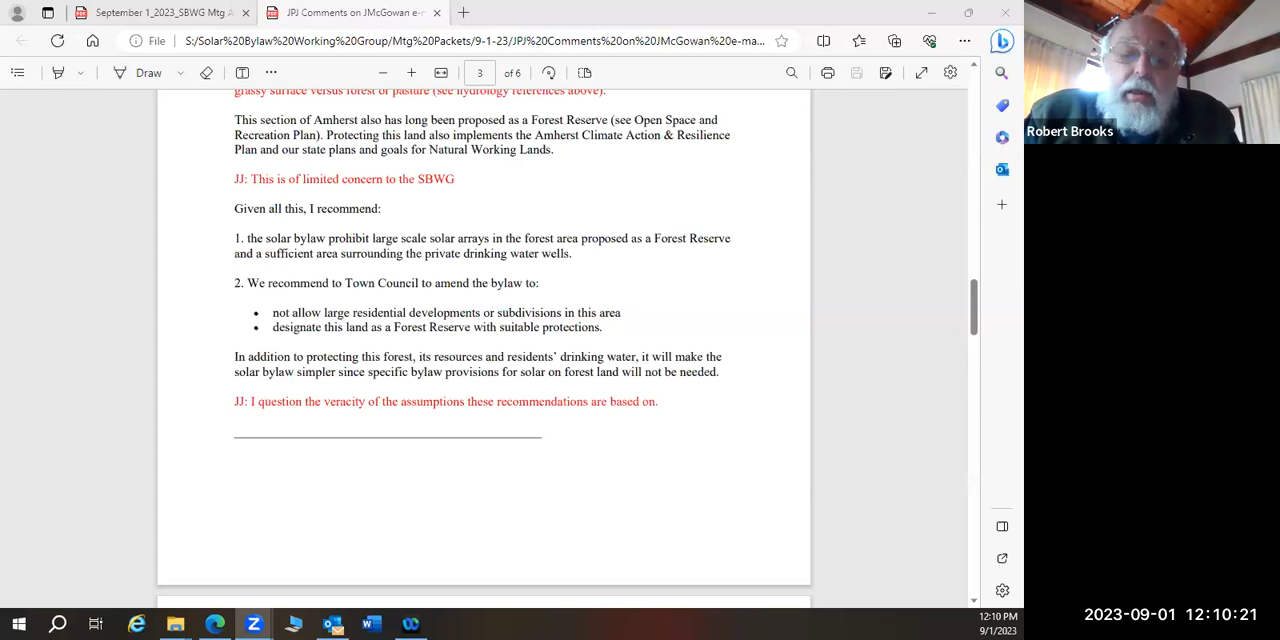 September 1_2023_SBWG Mtg A
JPJ Comments on JMcGowan e-m
File
S:/Solar%20Bylaw%20Working%20Group/Mtg%20Packets/9-1-23/JPJ%20Comments%20on%20JMcGowan%20e-ma...
Draw
3 of 6
grassy surface versus forest or pasture (see hydrology references above).
This section of Amherst also has long been proposed as a Forest Reserve (see Open Space and
Recreation Plan). Protecting this land also implements the Amherst Climate Action & Resilience
Plan and our state plans and goals for Natural Working Lands.
JJ: This is of limited concern to the SBWG
Given all this, I recommend:
1. the solar bylaw prohibit large scale solar arrays in the forest area proposed as a Forest Reserve
and a sufficient area surrounding the private drinking water wells.
2. We recommend to Town Council to amend the bylaw to:
• not allow large residential developments or subdivisions in this area
• designate this land as a Forest Reserve with suitable protections.
In addition to protecting this forest, its resources and residents’ drinking water, it will make the
solar bylaw simpler since specific bylaw provisions for solar on forest land will not be needed.
JJ: I question the veracity of the assumptions these recommendations are based on.
Robert Brooks
12:10 PM
9/1/2023
2023-09-01 12:10:21